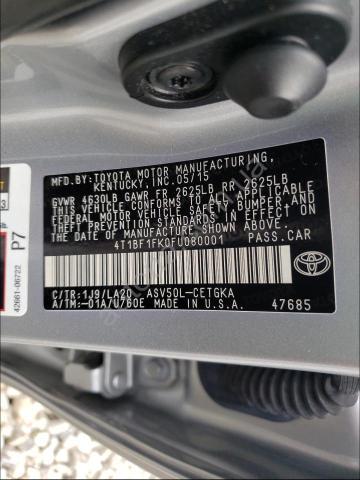 MFD.BY:TOYOTA MOTOR MANUFACTURING,
KENTUCKY, INC.05/15
GVWR 4630LB GAWR FR 2625LB RR 2625LB
THIS VEHICLE CONFORMS TO ALL APPLICABLE
FEDERAL MOTOR VEHICLE SAFETY, BUMPER, AND
THEFT PREVENTION STANDARDS IN EFFECT ON
THE DATE OF MANUFACTURE SHOWN ABOVE.
4T1BF1FK0FU080001 PASS.CAR
C/TR:1J9/LA20 ASV50L-CETGKA
A/TM:-01A/U760E MADE IN U.S.A. 47685
TOYOTA
P7
42661-06722
3